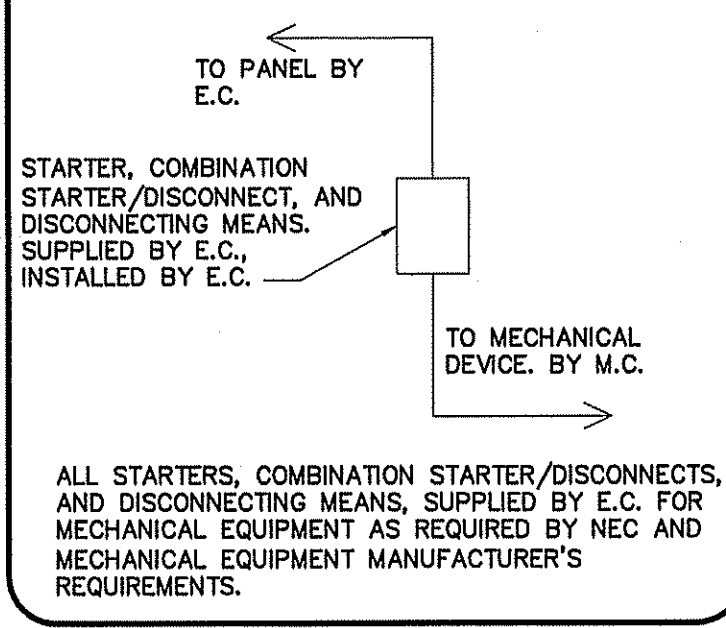 TO PANEL BY
E.C.
STARTER, COMBINATION
STARTER/DISCONNECT, AND
DISCONNECTING MEANS.
SUPPLIED BY E.C.,
INSTALLED BY E.C.
TO MECHANICAL
DEVICE. BY M.C.
ALL STARTERS, COMBINATION STARTER/DISCONNECTS,
AND DISCONNECTING MEANS, SUPPLIED BY E.C. FOR
MECHANICAL EQUIPMENT AS REQUIRED BY NEC AND
MECHANICAL EQUIPMENT MANUFACTURER'S
REQUIREMENTS.